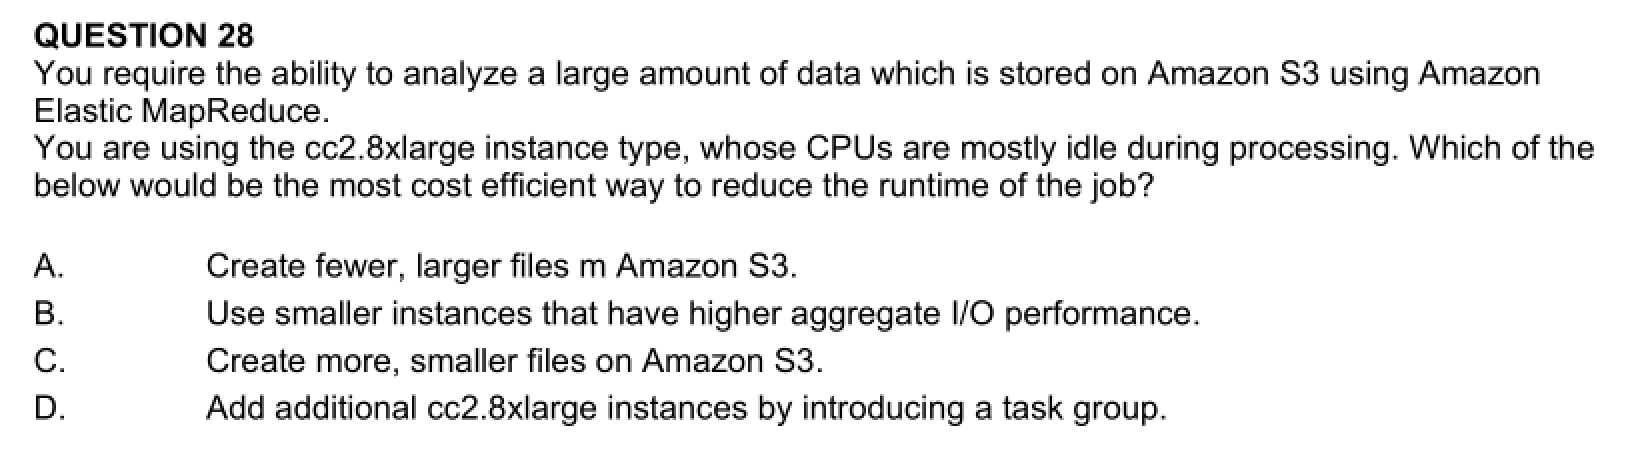 QUESTION 28
You require the ability to analyze a large amount of data which is stored on Amazon S3 using Amazon
Elastic MapReduce.
You are using the cc2.8xlarge instance type, whose CPUs are mostly idle during processing. Which of the
below would be the most cost efficient way to reduce the runtime of the job?
A. Create fewer, larger files m Amazon S3.
B. Use smaller instances that have higher aggregate I/O performance.
C. Create more, smaller files on Amazon S3.
D. Add additional cc2.8xlarge instances by introducing a task group.